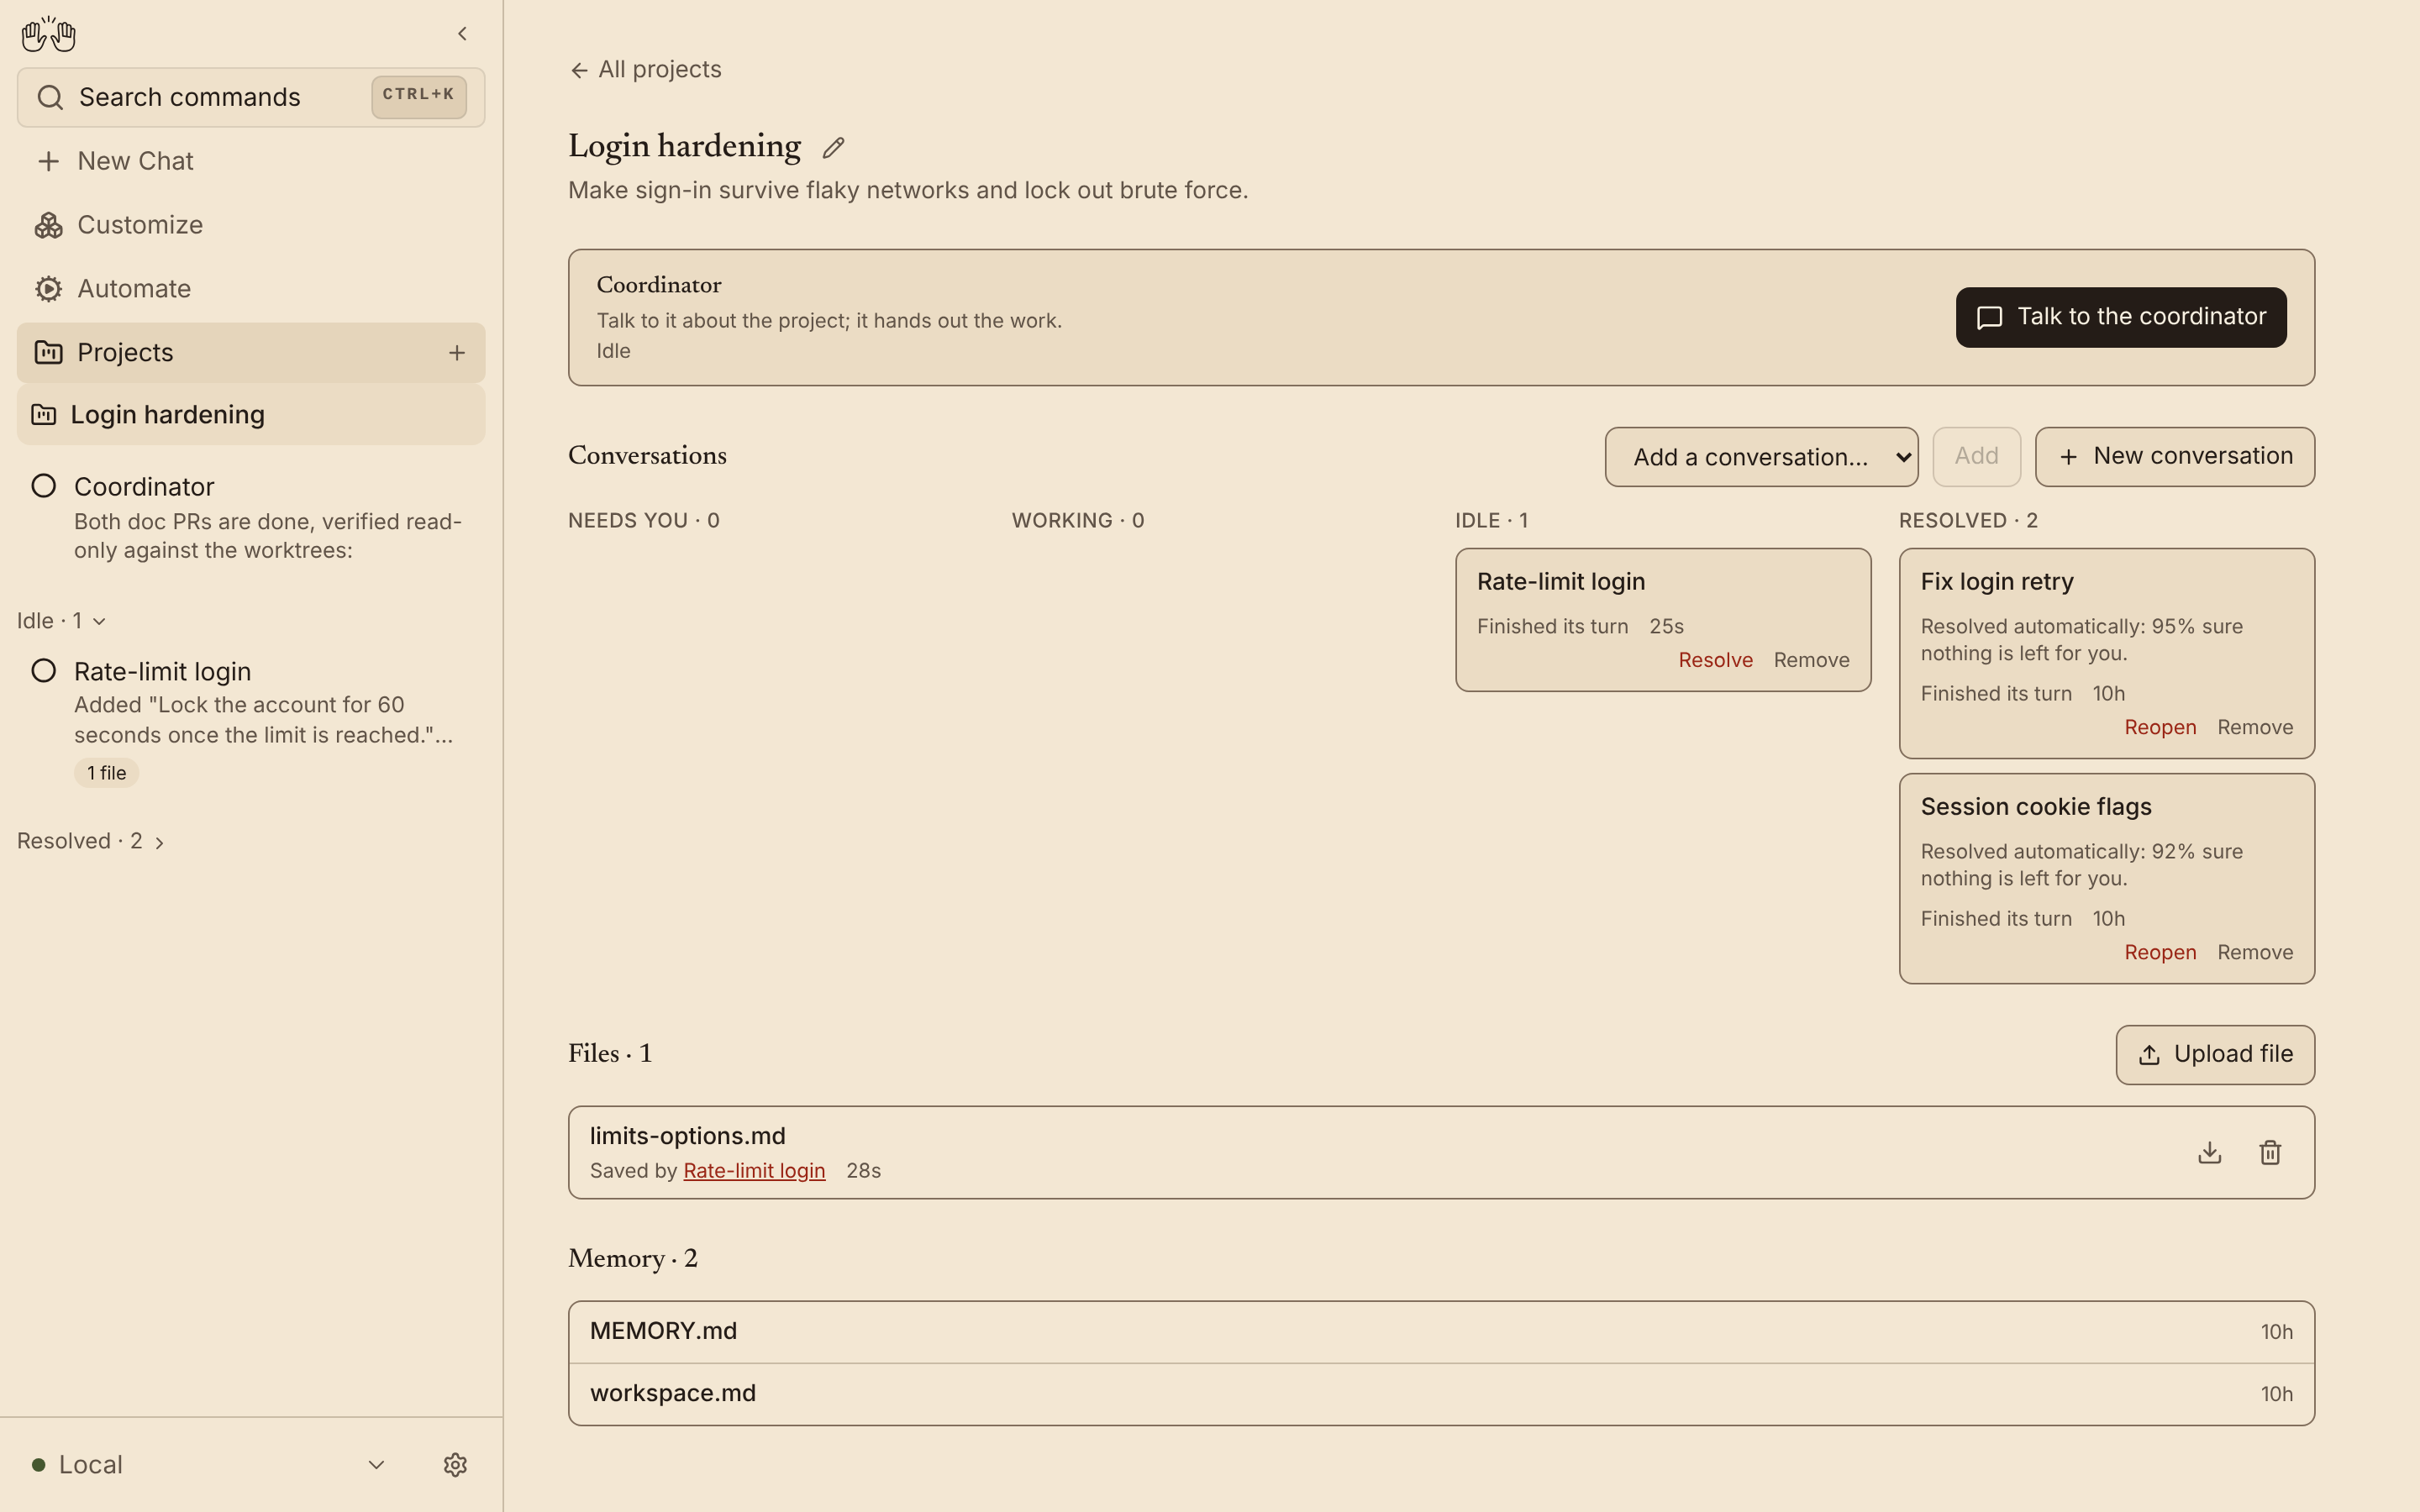 Search commands
CTRL+K
New Chat
Customize
Automate
Projects
Login hardening
Coordinator
Both doc PRs are done, verified read-
only against the worktrees:
Idle · 1
Rate-limit login
Added "Lock the account for 60
seconds once the limit is reached."...
1 file
Resolved · 2
Local
All projects
Login hardening
Make sign-in survive flaky networks and lock out brute force.
Coordinator
Talk to it about the project; it hands out the work.
Idle
Talk to the coordinator
Conversations
Add a conversation...
Add
New conversation
NEEDS YOU · 0
WORKING · 0
IDLE · 1
Rate-limit login
Finished its turn 25s
Resolve Remove
RESOLVED · 2
Fix login retry
Resolved automatically: 95% sure
nothing is left for you.
Finished its turn 10h
Reopen Remove
Session cookie flags
Resolved automatically: 92% sure
nothing is left for you.
Finished its turn 10h
Reopen Remove
Files · 1
Upload file
limits-options.md
Saved by Rate-limit login 28s
Memory · 2
MEMORY.md
10h
workspace.md
10h